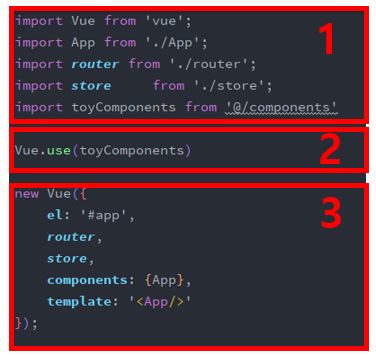 import Vue from 'vue';
import App from './App';
import router from './router';
import store     from './store';
import toyComponents from '@/components'
1
Vue.use(toyComponents)
2
new Vue({
    el: '#app',
    router,
    store,
    components: {App},
    template: '<App/>'
});
3